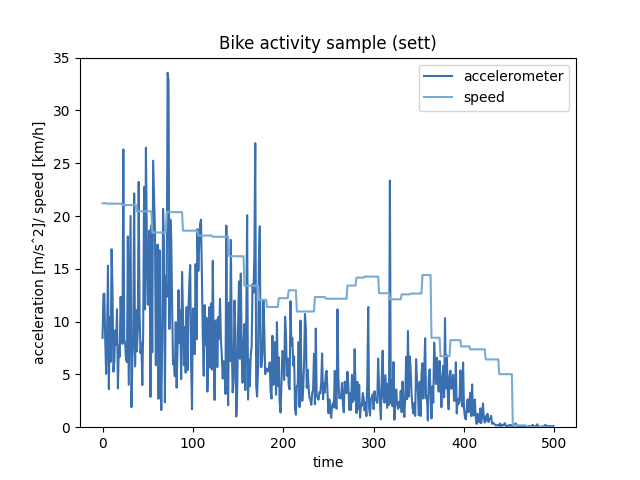 Bike activity sample (sett)
accelerometer
speed
acceleration [m/s^2]/ speed [km/h]
35
30
25
20
15
10
5
0
0 100 200 300 400 500
time